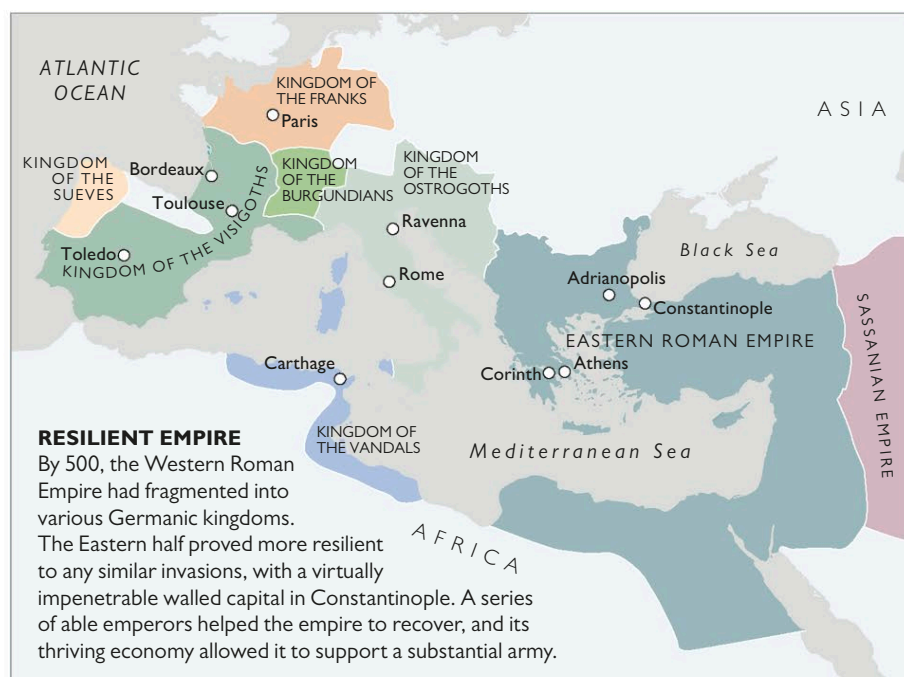 ATLANTIC
OCEAN
KINGDOM OF
THE FRANKS
Paris
ASIA
KINGDOM
OF THE
SUEVES
Bordeaux
Toulouse
KINGDOM
OF THE
BURGUNDIANS
KINGDOM
OF THE
OSTROGOTHS
Ravenna
Toledo
KINGDOM OF THE VISIGOTHS
Rome
Black Sea
Adrianopolis
Constantinople
EASTERN ROMAN EMPIRE
SASSANIAN EMPIRE
Carthage
Corinth
Athens
KINGDOM OF
THE VANDALS
Mediterranean Sea
AFRICA
RESILIENT EMPIRE
By 500, the Western Roman
Empire had fragmented into
various Germanic kingdoms.
The Eastern half proved more resilient
to any similar invasions, with a virtually
impenetrable walled capital in Constantinople. A series
of able emperors helped the empire to recover, and its
thriving economy allowed it to support a substantial army.